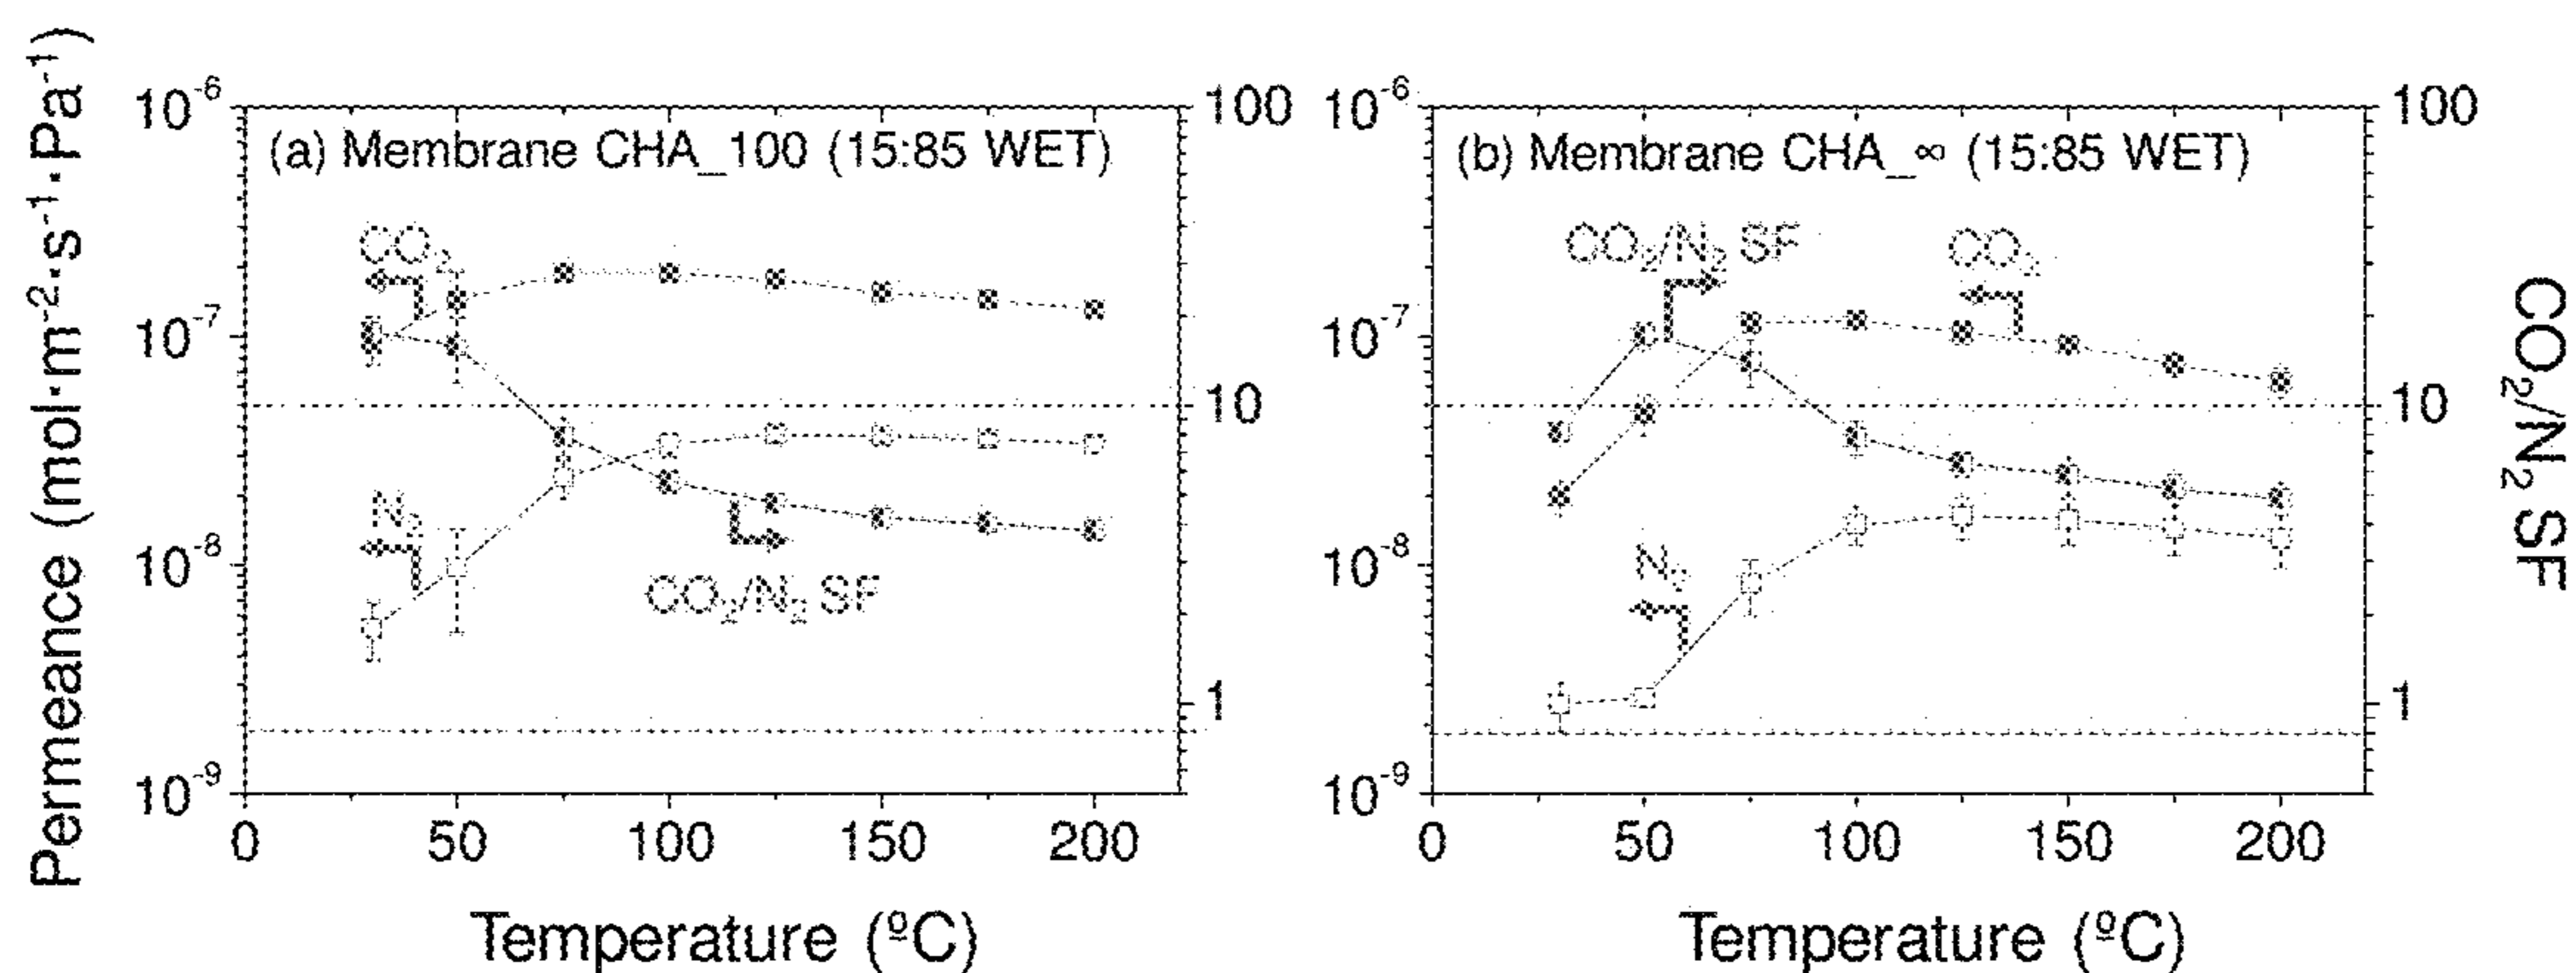 Permeance (mol·m⁻²·s⁻¹·Pa⁻¹)
10⁻⁶
10⁻⁷
10⁻⁸
10⁻⁹
(a) Membrane CHA_100 (15:85 WET)
CO₂
N₂
CO₂/N₂ SF
100
10
1
0 50 100 150 200
Temperature (ºC)
10⁻⁶
10⁻⁷
10⁻⁸
10⁻⁹
(b) Membrane CHA_∞ (15:85 WET)
CO₂/N₂ SF
CO₂
N₂
100
10
1
0 50 100 150 200
Temperature (ºC)
CO₂/N₂ SF